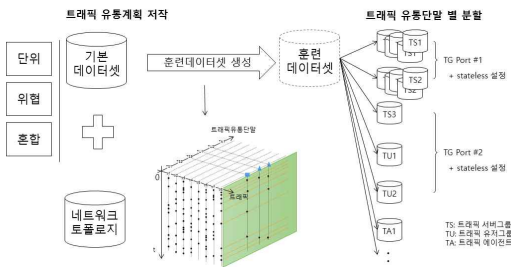 트래픽 유통계획 저작
트래픽 유통단말 별 분할
단위
위협
혼합
기본
데이터셋
네트워크
토폴로지
훈련데이터셋 생성
훈련
데이터셋
트래픽유통단말
트래픽
0
t
TS1
TS1
TS2
TS2
TS3
TU1
TU2
TA1
TG Port #1
+ stateless 설정
TG Port #2
+ stateless 설정
TS: 트래픽 서버그룹
TU: 트래픽 유저그룹
TA: 트래픽 에이전트